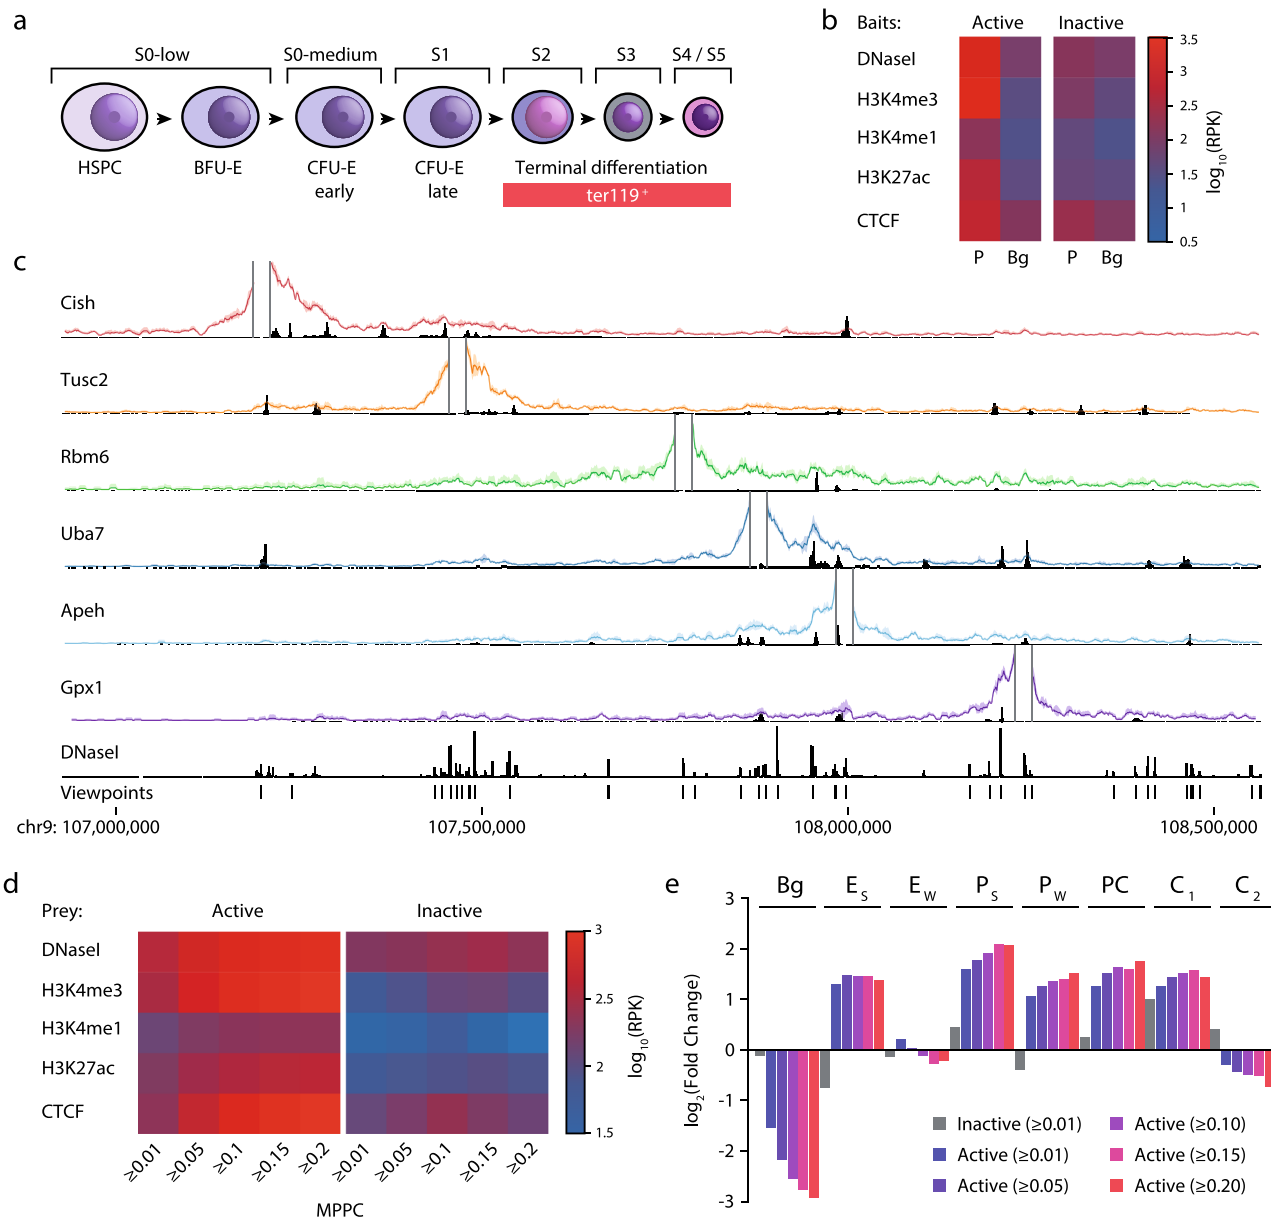 a
S0-low S0-medium S1 S2 S3 S4 / S5
HSPC BFU-E CFU-E early CFU-E late Terminal differentiation
ter119+
b
Baits: Active Inactive
DNaseI
H3K4me3
H3K4me1
H3K27ac
CTCF
P Bg P Bg
3.5
3
2.5
2
1.5
1
0.5
log10(RPK)
c
Cish
Tusc2
Rbm6
Uba7
Apeh
Gpx1
DNaseI
Viewpoints
chr9: 107,000,000 107,500,000 108,000,000 108,500,000
d
Prey: Active Inactive
DNaseI
H3K4me3
H3K4me1
H3K27ac
CTCF
≥0.01 ≥0.05 ≥0.1 ≥0.15 ≥0.2 ≥0.01 ≥0.05 ≥0.1 ≥0.15 ≥0.2
MPPC
3
2.5
2
1.5
log10(RPK)
e
Bg ES EW PS PW PC C1 C2
3
2
1
0
-1
-2
-3
log2(Fold Change)
Inactive (≥0.01) Active (≥0.10)
Active (≥0.01) Active (≥0.15)
Active (≥0.05) Active (≥0.20)